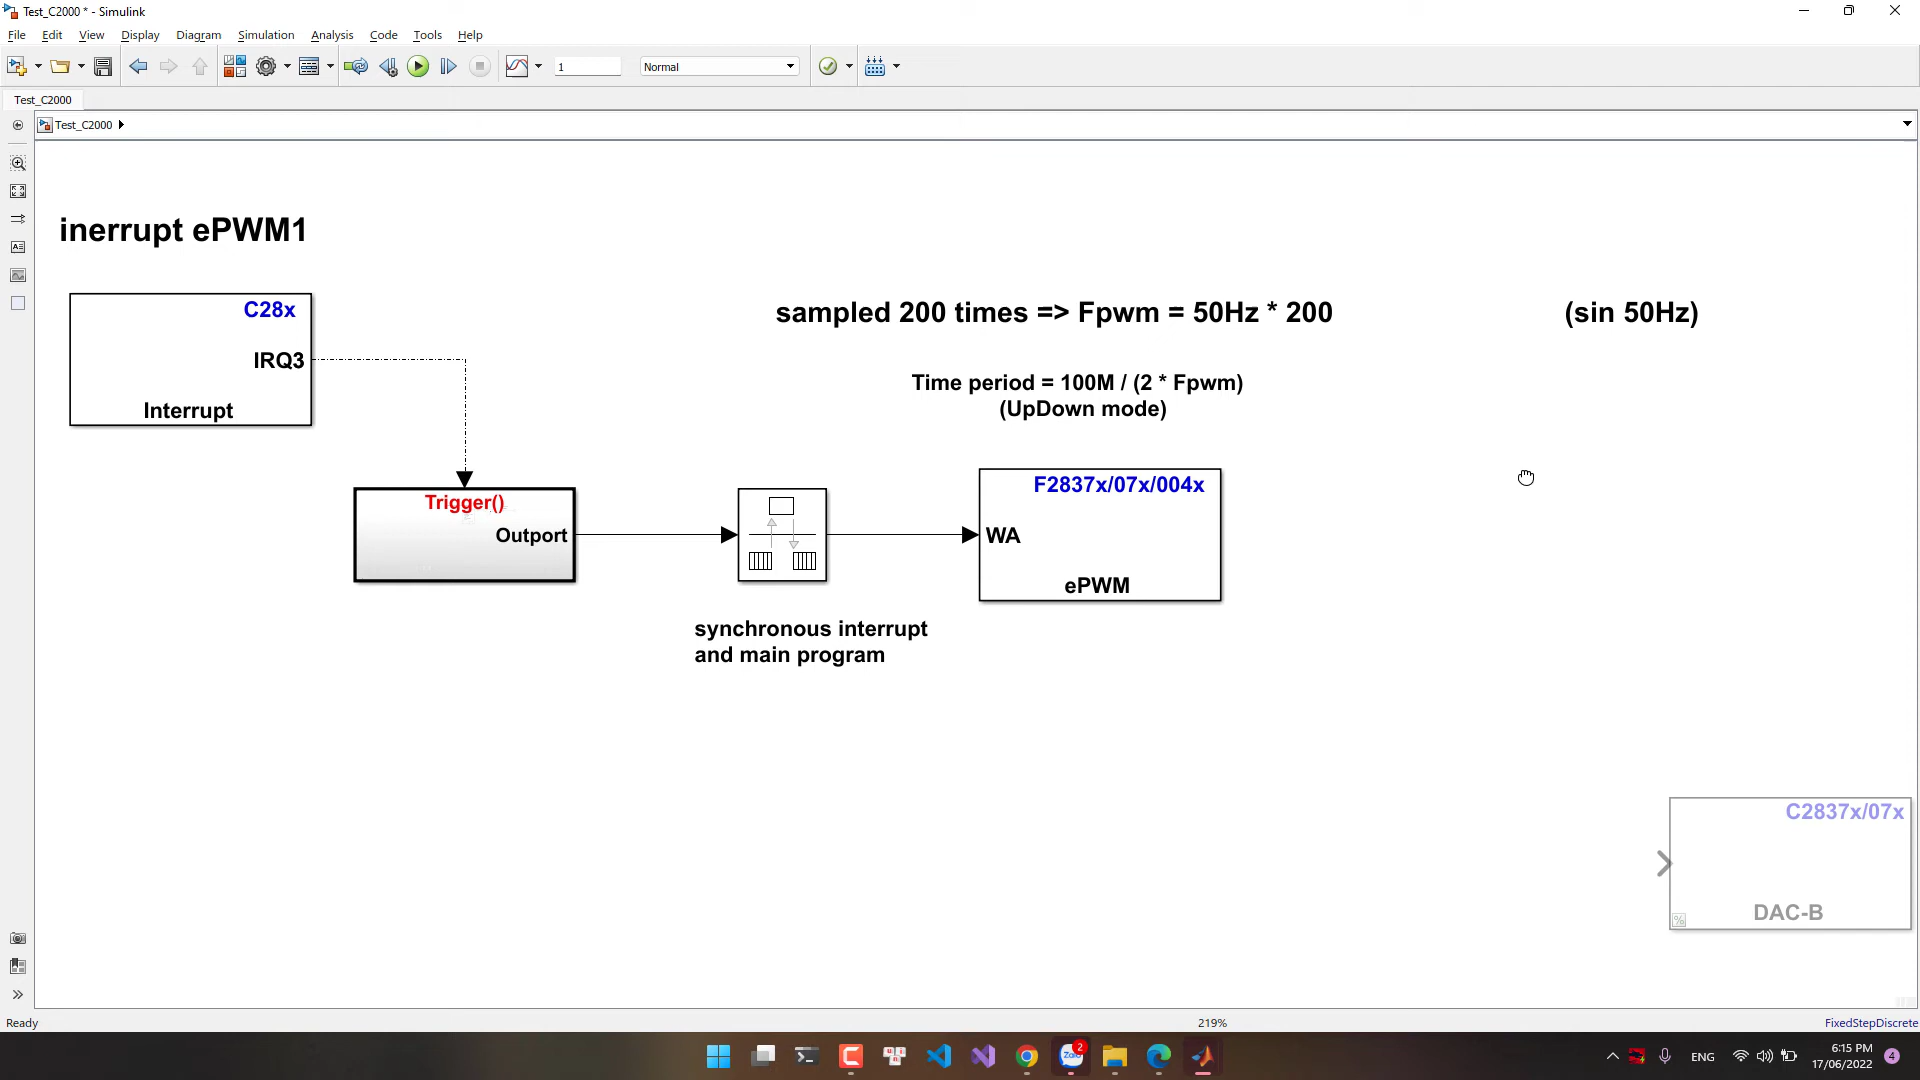 Test_C2000 * - Simulink
File Edit View Display Diagram Simulation Analysis Code Tools Help
1 Normal
Test_C2000
Test_C2000
inerrupt ePWM1
C28x
IRQ3
Interrupt
sampled 200 times => Fpwm = 50Hz * 200
(sin 50Hz)
Time period = 100M / (2 * Fpwm)
(UpDown mode)
Trigger()
Outport
F2837x/07x/004x
WA
ePWM
synchronous interrupt
and main program
C2837x/07x
DAC-B
%
Ready 219% FixedStepDiscrete
Zalo 2
ENG
6:15 PM
17/06/2022
4